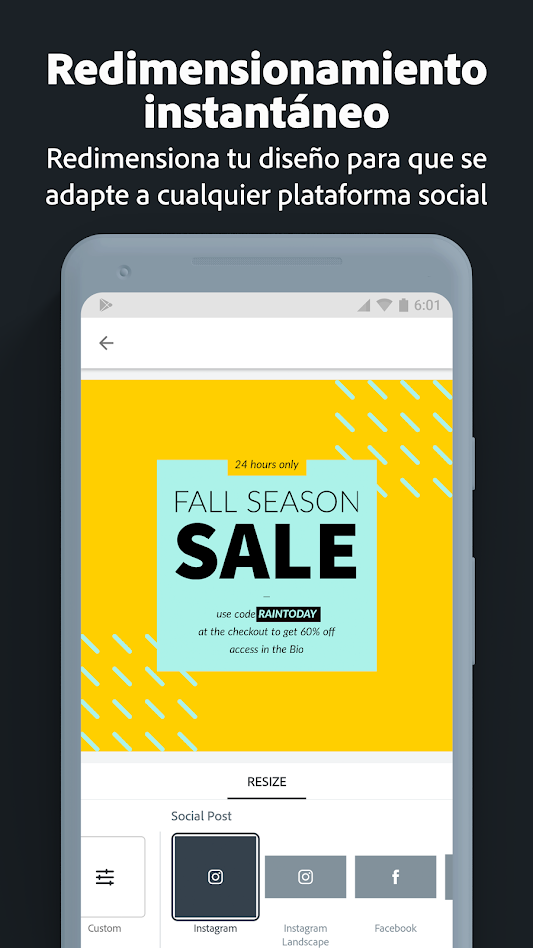 Redimensionamiento
instantáneo
Redimensiona tu diseño para que se
adapte a cualquier plataforma social
6:01
24 hours only
FALL SEASON
SALE
use code RAINTODAY
at the checkout to get 60% off
access in the Bio
RESIZE
Social Post
Custom
Instagram
Instagram
Landscape
Facebook